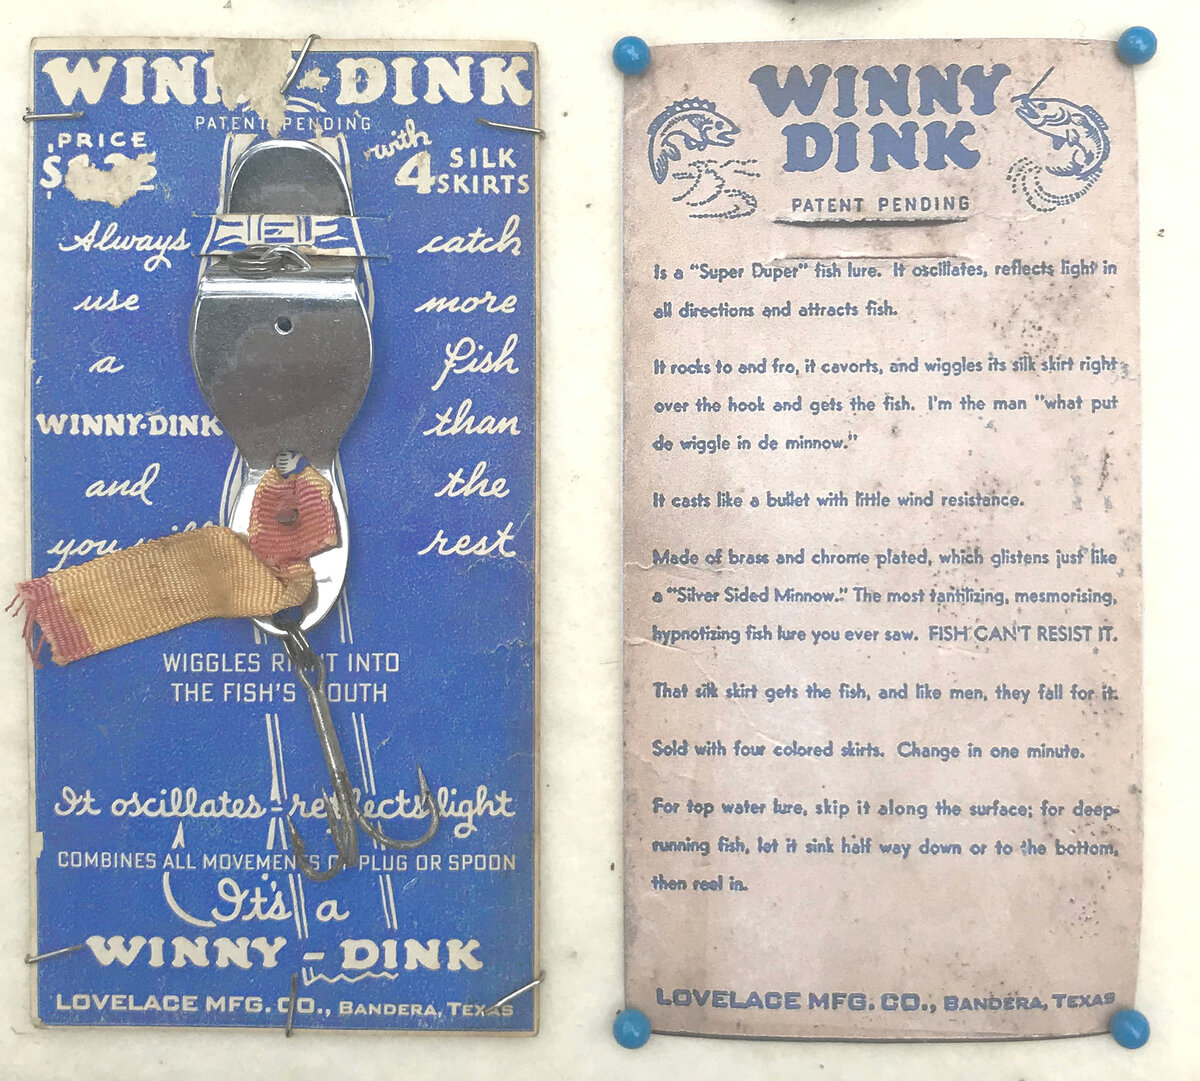 WINNY-DINK
PATENT PENDING
PRICE
$
with
4 SILK
SKIRTS
Always catch
use more
a fish
WINNY-DINK than
and the
you will rest
WIGGLES RIGHT INTO
THE FISH'S MOUTH
It oscillates - reflects light
COMBINES ALL MOVEMENTS OF PLUG OR SPOON
It's a
WINNY-DINK
LOVELACE MFG. CO., BANDERA, TEXAS
WINNY
DINK
PATENT PENDING
Is a "Super Duper" fish lure. It oscillates, reflects light in
all directions and attracts fish.
It rocks to and fro, it cavorts, and wiggles its silk skirt right
over the hook and gets the fish. I'm the man "what put
de wiggle in de minnow."
It casts like a bullet with little wind resistance.
Made of brass and chrome plated, which glistens just like
a "Silver Sided Minnow." The most tantilizing, mesmorising,
hypnotizing fish lure you ever saw. FISH CAN'T RESIST IT.
That silk skirt gets the fish, and like men, they fall for it.
Sold with four colored skirts. Change in one minute.
For top water lure, skip it along the surface; for deep-
running fish, let it sink half way down or to the bottom,
then reel in.
LOVELACE MFG. CO., BANDERA, TEXAS